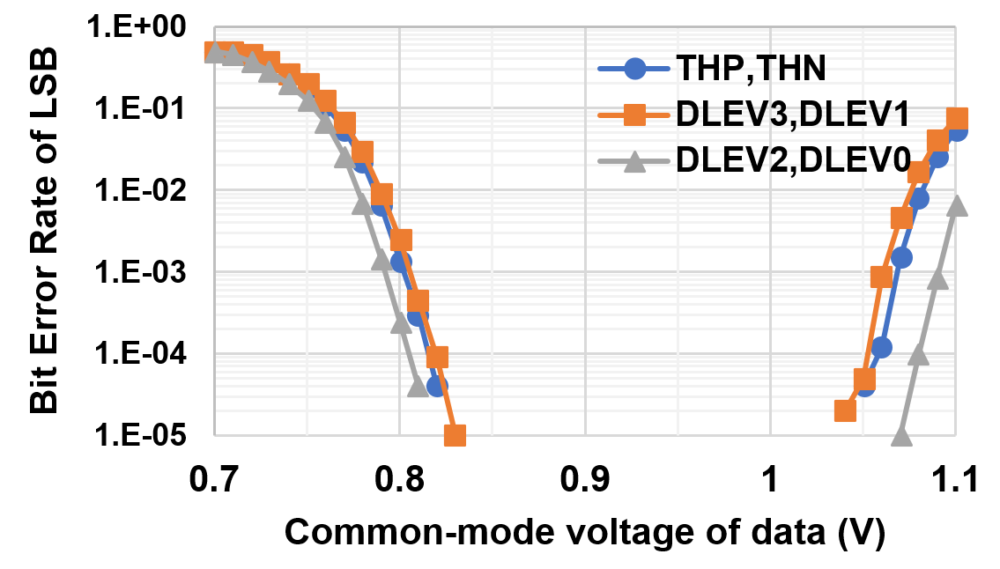 Bit Error Rate of LSB
1.E+00
1.E-01
1.E-02
1.E-03
1.E-04
1.E-05
THP,THN
DLEV3,DLEV1
DLEV2,DLEV0
0.7 0.8 0.9 1 1.1
Common-mode voltage of data (V)